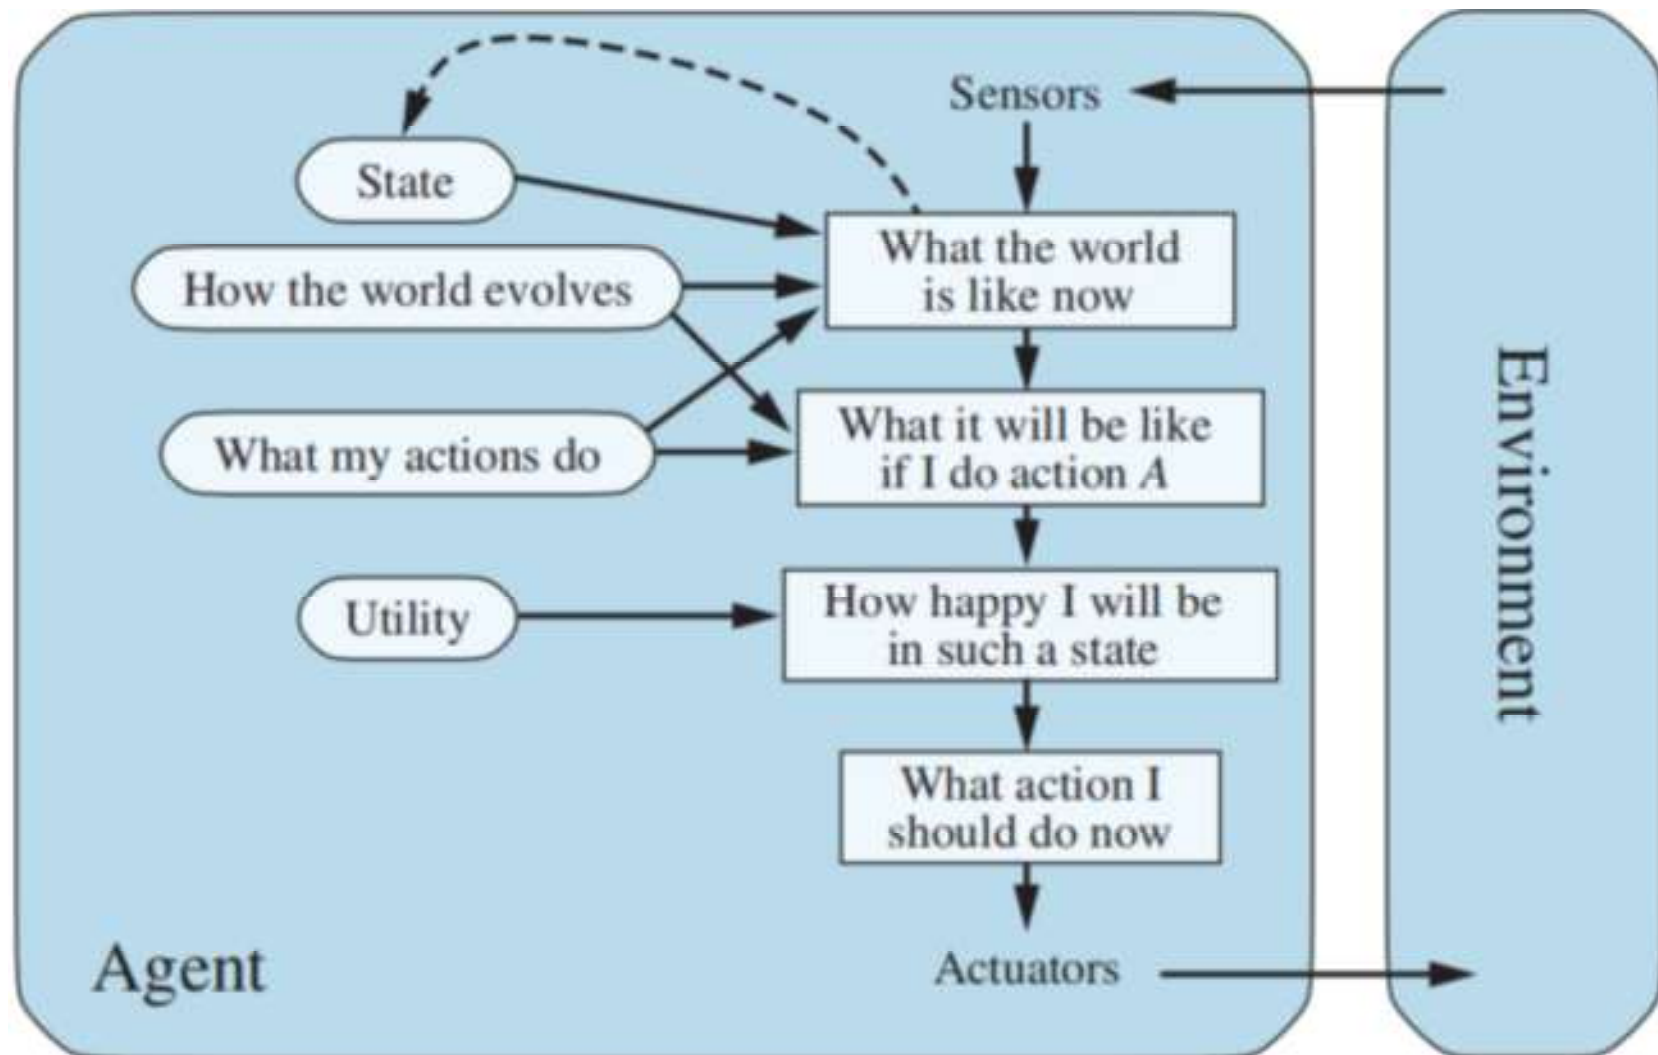 Sensors
State
What the world
is like now
How the world evolves
What it will be like
if I do action A
What my actions do
How happy I will be
in such a state
Utility
What action I
should do now
Agent
Actuators
Environment